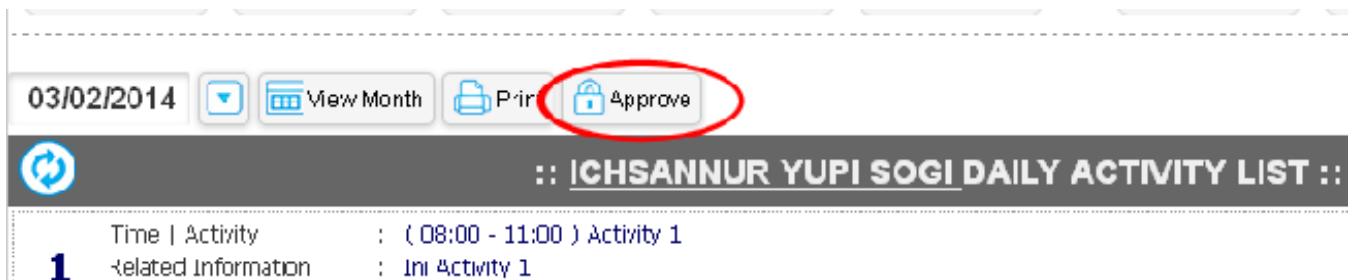 03/02/2014 View Month Print Approve
:: ICHSANNUR YUPI SOGI DAILY ACTIVITY LIST ::
1 Time | Activity : ( 08:00 - 11:00 ) Activity 1
Related Information : Ini Activity 1